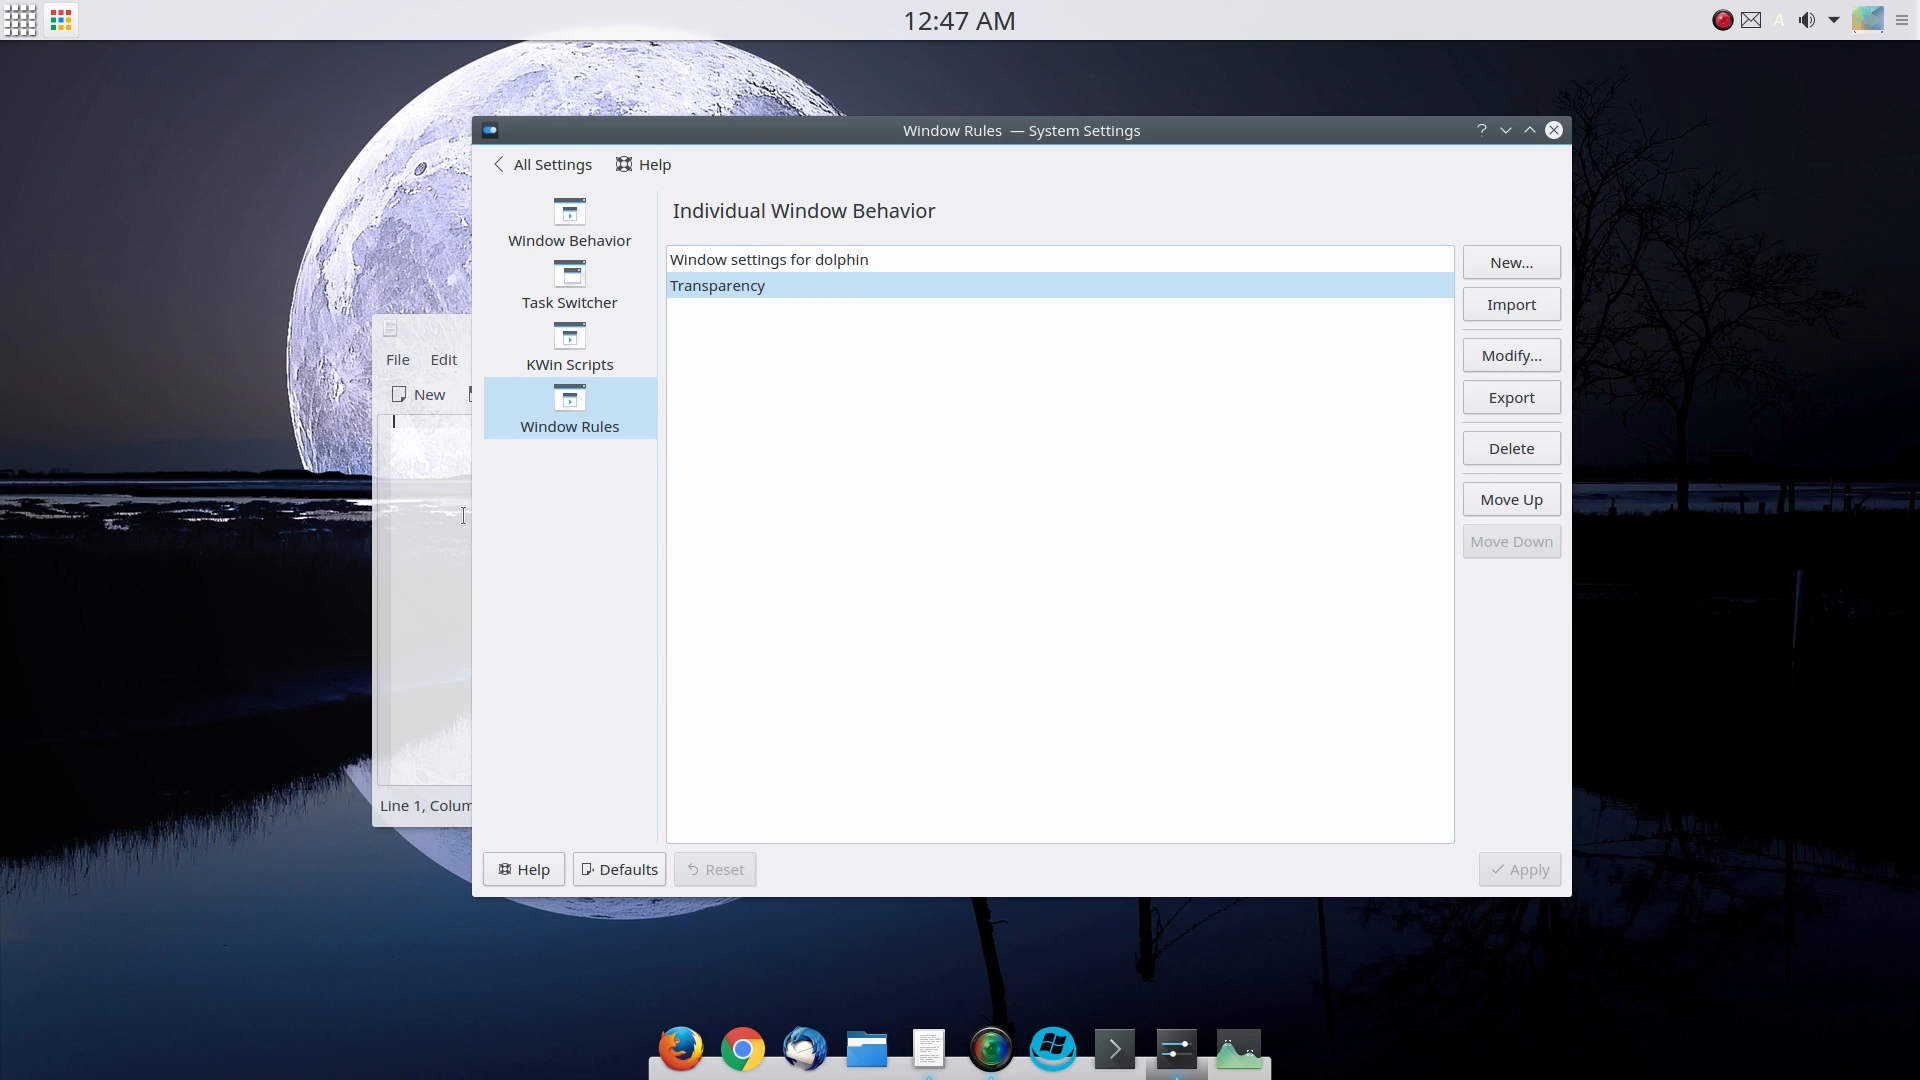 12:47 AM
A
Window Rules — System Settings
?
All Settings
Help
Window Behavior
Task Switcher
KWin Scripts
Window Rules
Individual Window Behavior
Window settings for dolphin
Transparency
New...
Import
Modify...
Export
Delete
Move Up
Move Down
Help
Defaults
Reset
Apply
File Edit
New
Line 1, Colum